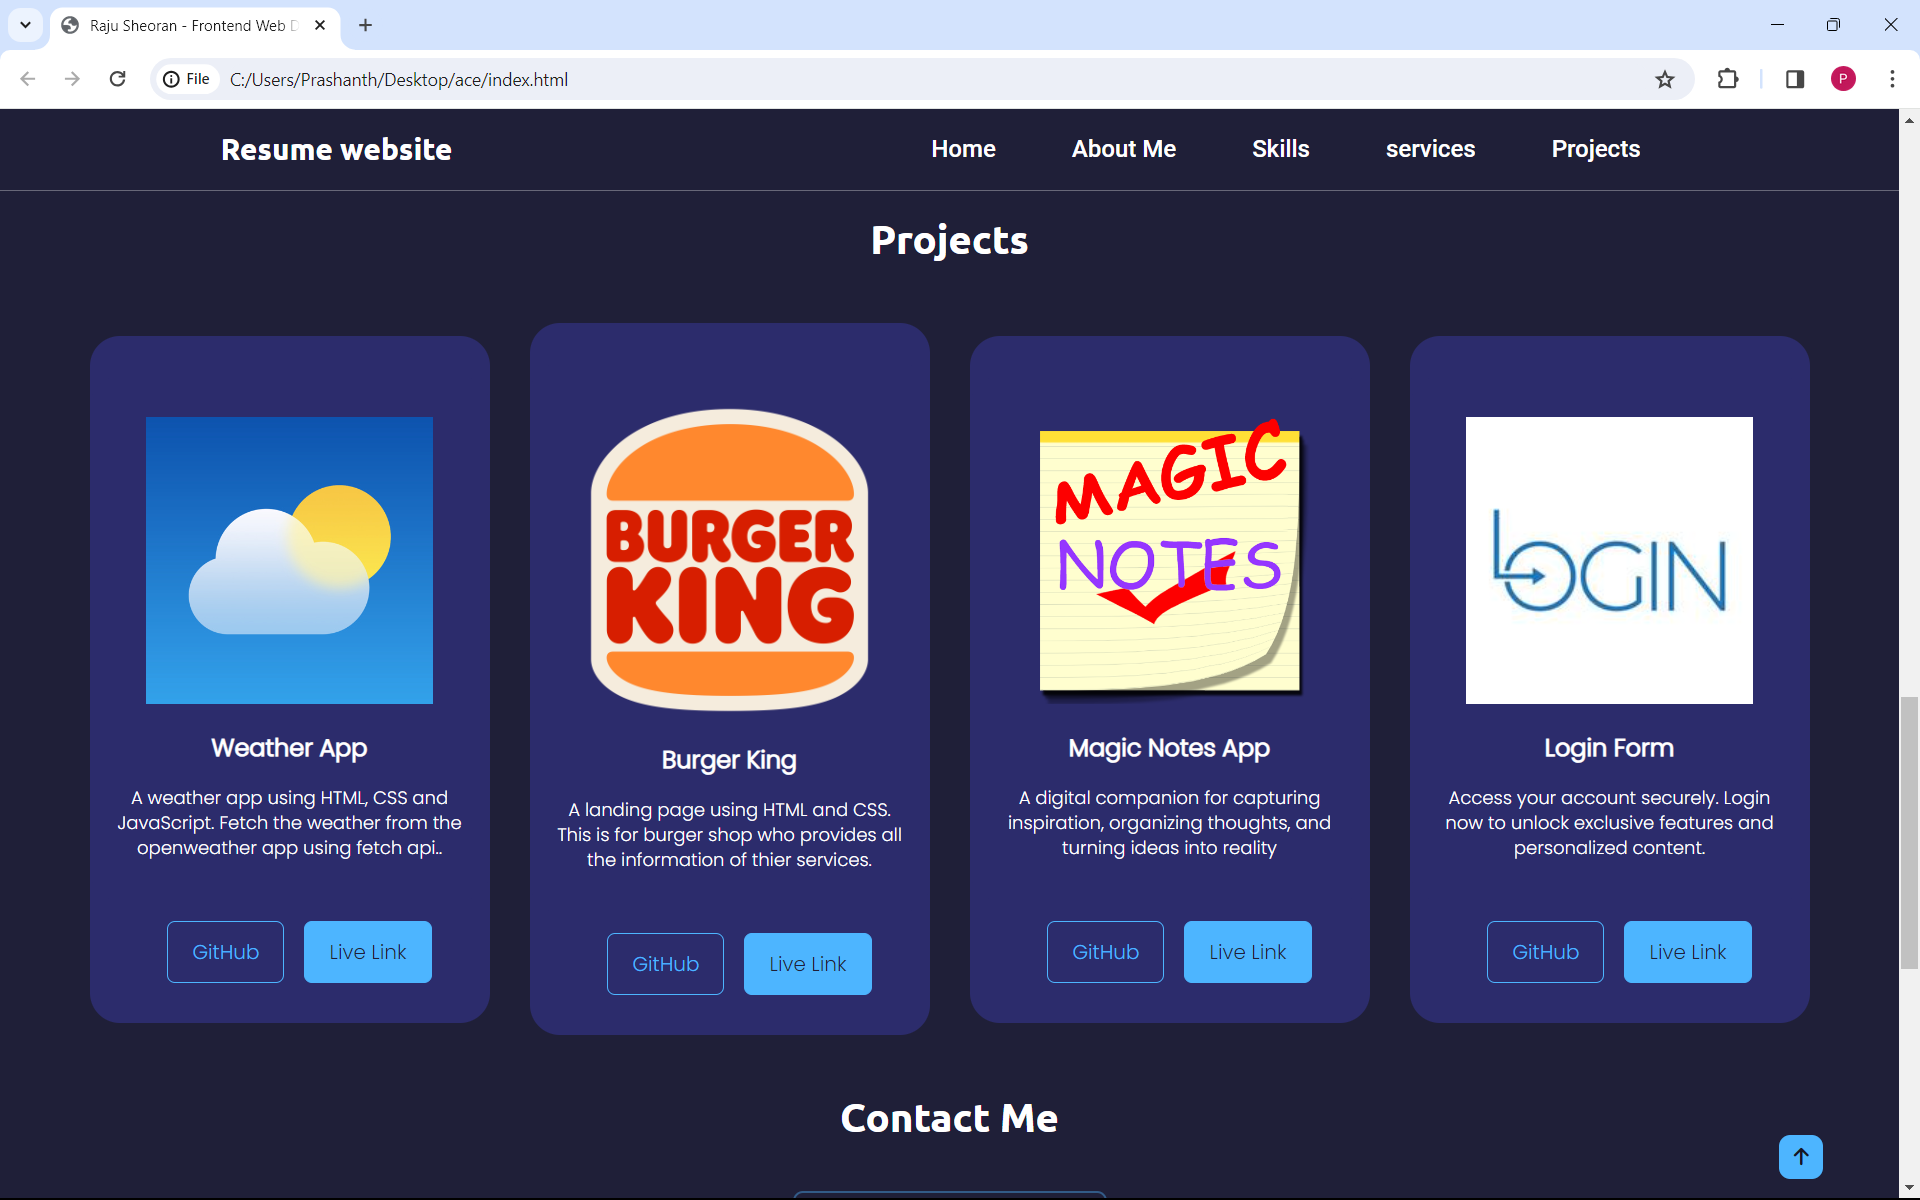 Raju Sheoran - Frontend Web D
File
C:/Users/Prashanth/Desktop/ace/index.html
P
Resume website
Home
About Me
Skills
services
Projects
Projects
BURGER
KING
MAGIC
NOTES
LOGIN
Weather App
A weather app using HTML, CSS and
JavaScript. Fetch the weather from the
openweather app using fetch api..
GitHub
Live Link
Burger King
A landing page using HTML and CSS.
This is for burger shop who provides all
the information of thier services.
GitHub
Live Link
Magic Notes App
A digital companion for capturing
inspiration, organizing thoughts, and
turning ideas into reality
GitHub
Live Link
Login Form
Access your account securely. Login
now to unlock exclusive features and
personalized content.
GitHub
Live Link
Contact Me